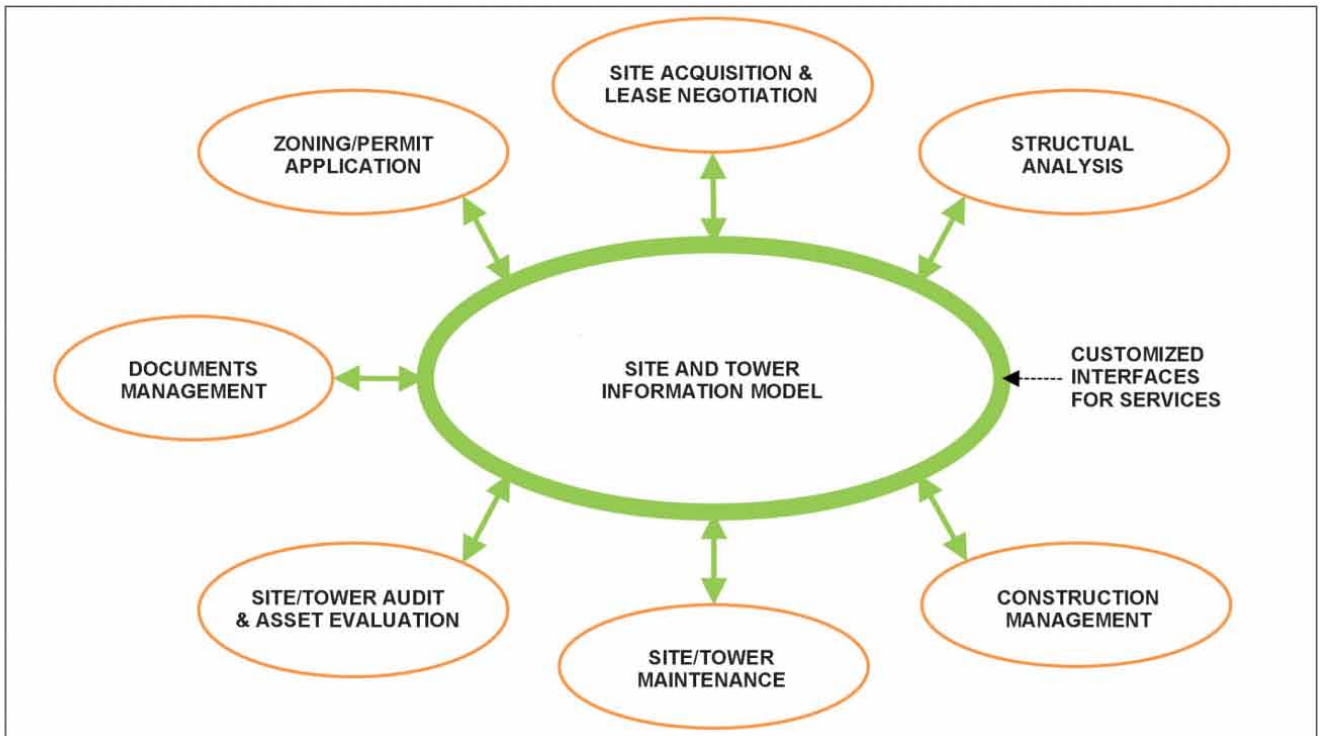 SITE ACQUISITION &
LEASE NEGOTIATION
ZONING/PERMIT
APPLICATION
STRUCTUAL
ANALYSIS
DOCUMENTS
MANAGEMENT
SITE AND TOWER
INFORMATION MODEL
CUSTOMIZED
INTERFACES
FOR SERVICES
SITE/TOWER AUDIT
& ASSET EVALUATION
SITE/TOWER
MAINTENANCE
CONSTRUCTION
MANAGEMENT